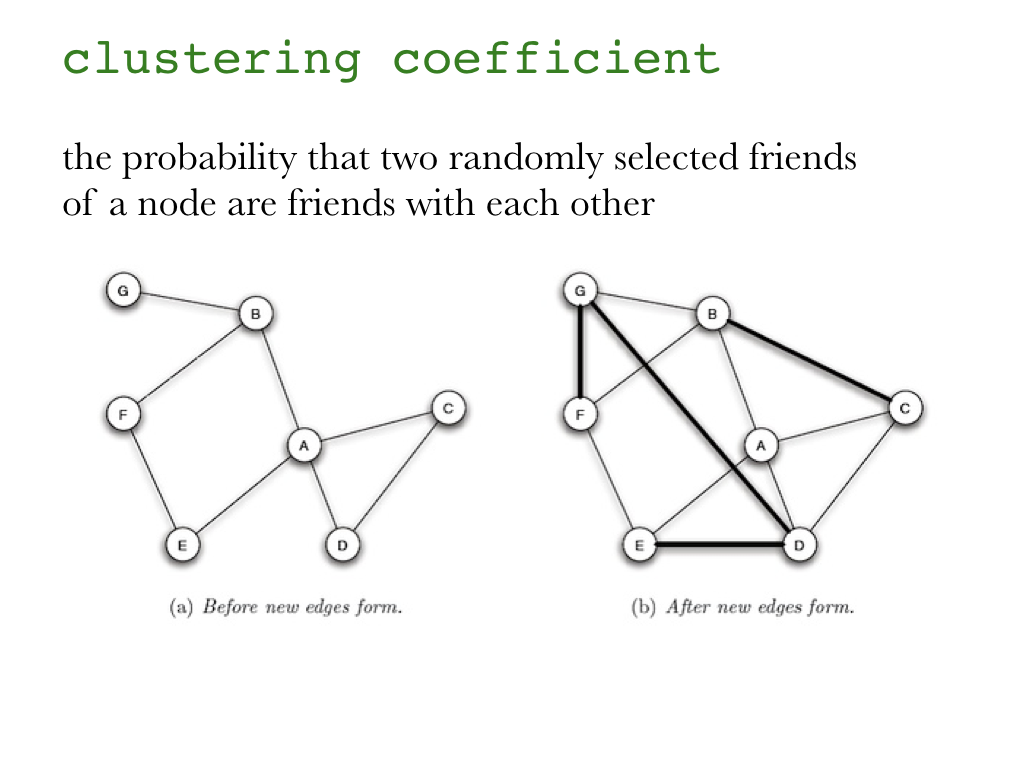 clustering coefficient
the probability that two randomly selected friends
of a node are friends with each other
G
B
F
C
A
E
D
G
B
F
C
A
E
D
(a) Before new edges form.
(b) After new edges form.